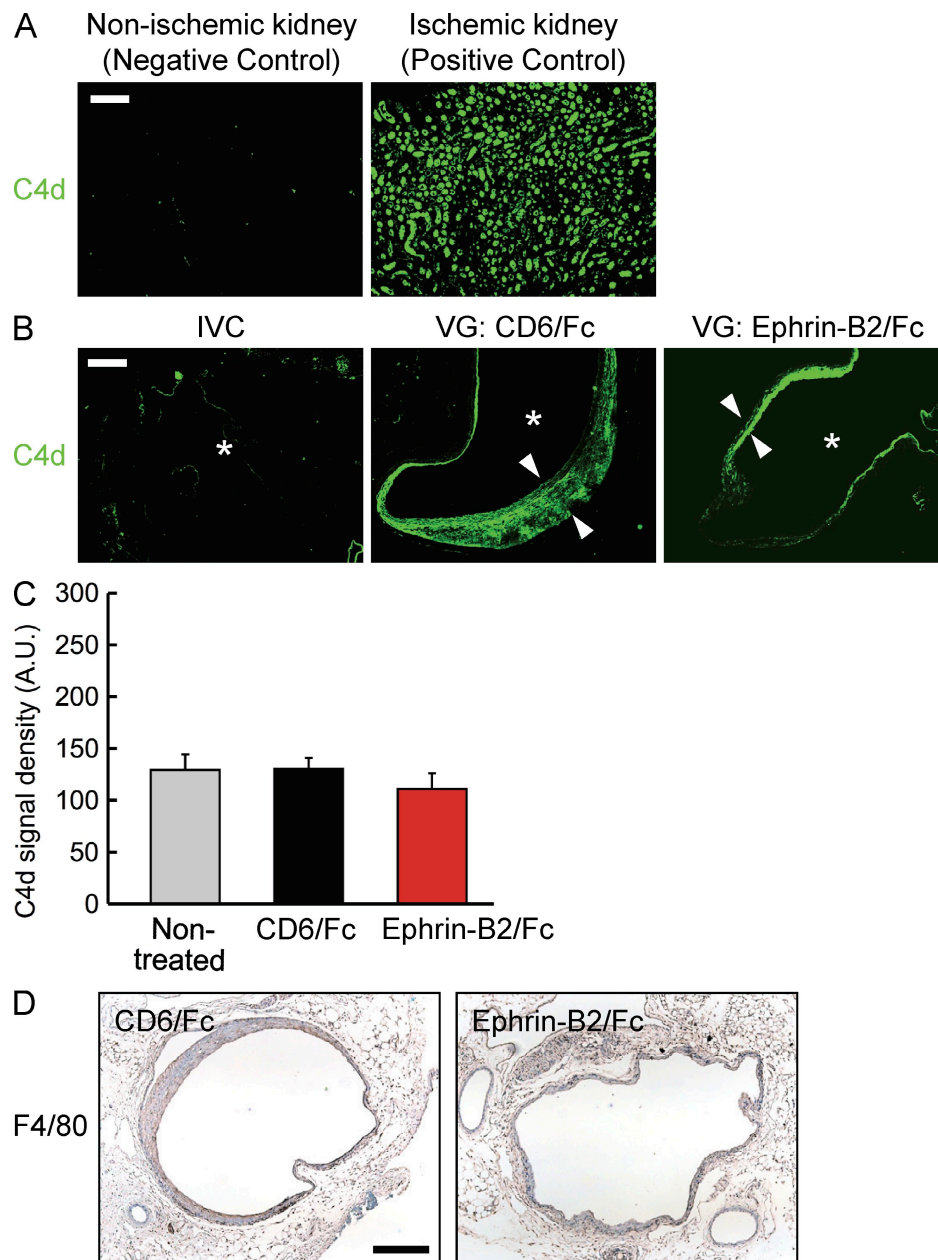 A
Non-ischemic kidney
(Negative Control)
Ischemic kidney
(Positive Control)
C4d
B
IVC
VG: CD6/Fc
VG: Ephrin-B2/Fc
C4d
*
*
*
C
C4d signal density (A.U.)
300
250
200
150
100
50
0
Non-
treated
CD6/Fc
Ephrin-B2/Fc
D
CD6/Fc
Ephrin-B2/Fc
F4/80